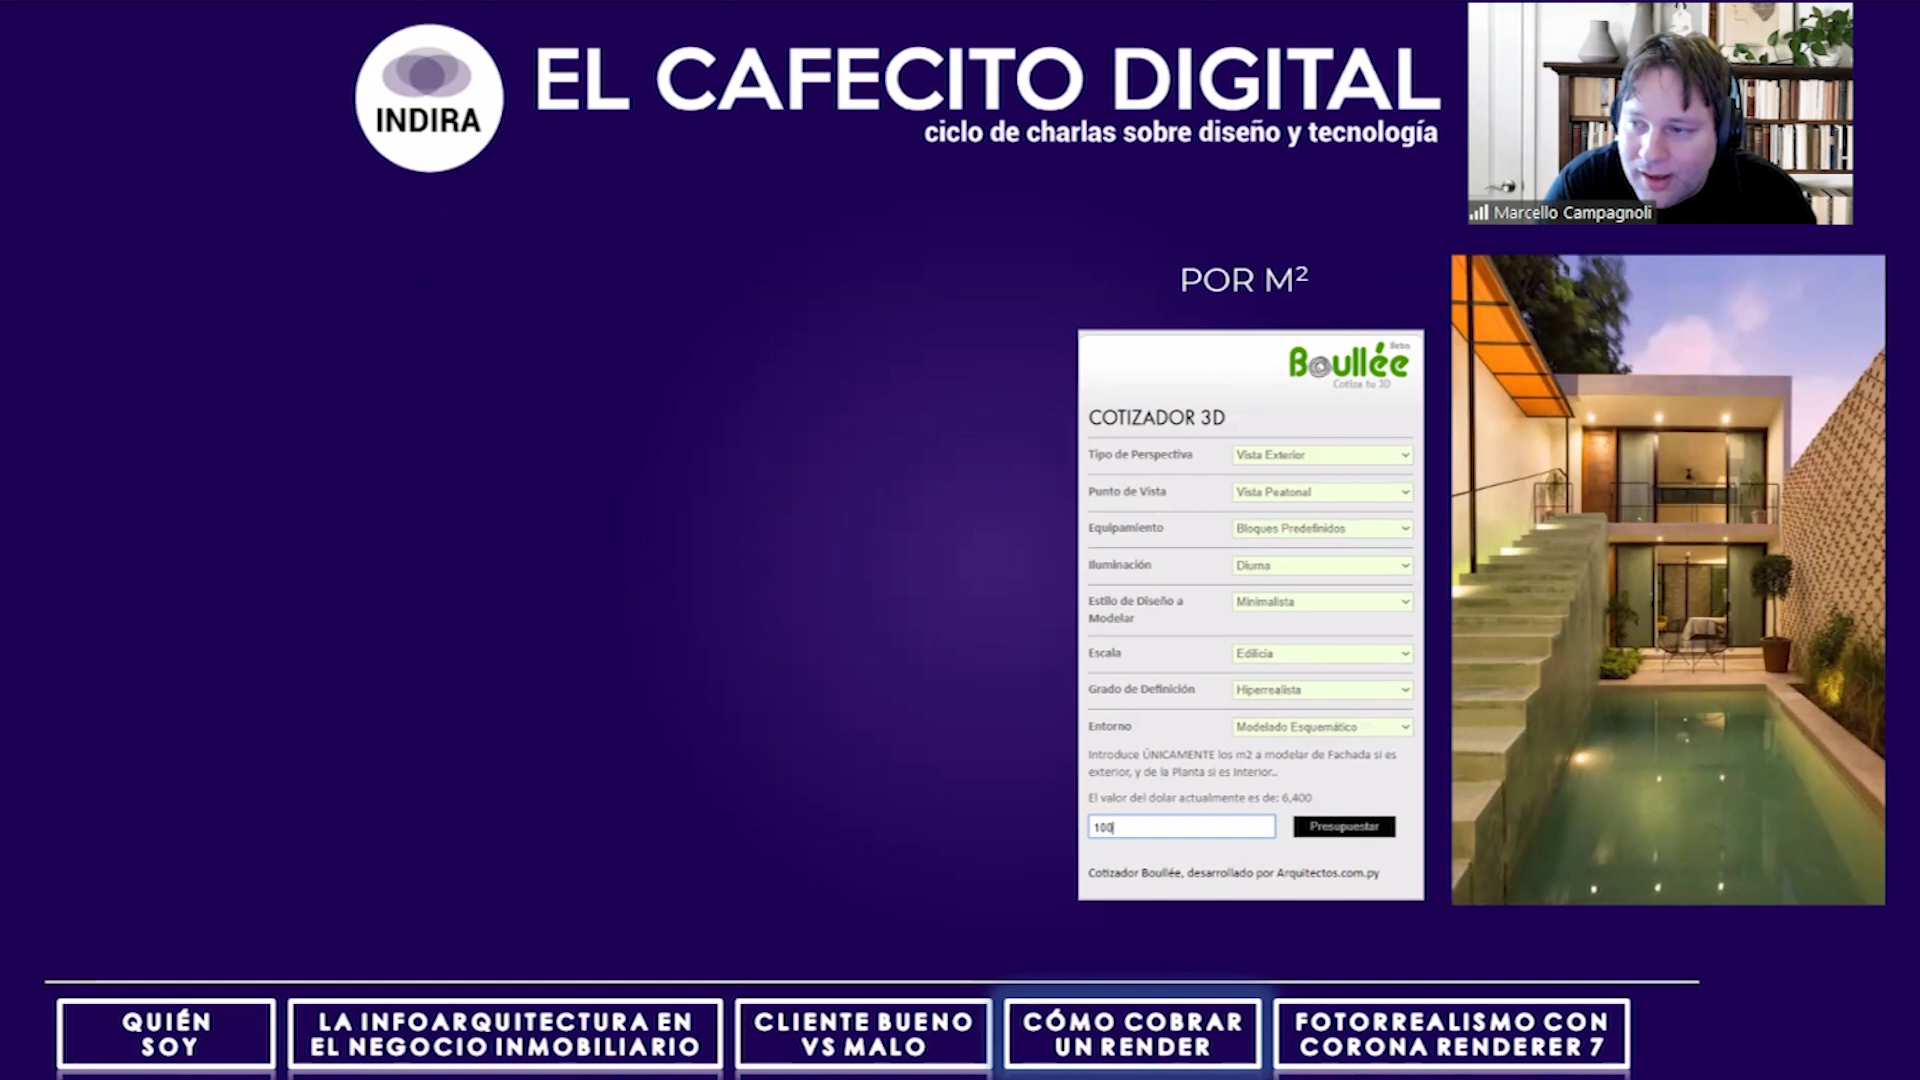 INDIRA
EL CAFECITO DIGITAL
ciclo de charlas sobre diseño y tecnología
Marcello Campagnoli
POR M²
Boullée
Beta
Cotiza tu 3D
COTIZADOR 3D
Tipo de Perspectiva Vista Exterior
Punto de Vista Vista Peatonal
Equipamiento Bloques Predefinidos
Iluminación Diurna
Estilo de Diseño a Minimalista
Modelar
Escala Edilicia
Grado de Definición Hiperrealista
Entorno Modelado Esquemático
Introduce ÚNICAMENTE los m2 a modelar de Fachada si es
exterior, y de la Planta si es Interior..
El valor del dolar actualmente es de: 6,400
100 Presupuestar
Cotizador Boullée, desarrollado por Arquitectos.com.py
QUIÉN
SOY
LA INFOARQUITECTURA EN
EL NEGOCIO INMOBILIARIO
CLIENTE BUENO
VS MALO
CÓMO COBRAR
UN RENDER
FOTORREALISMO CON
CORONA RENDERER 7